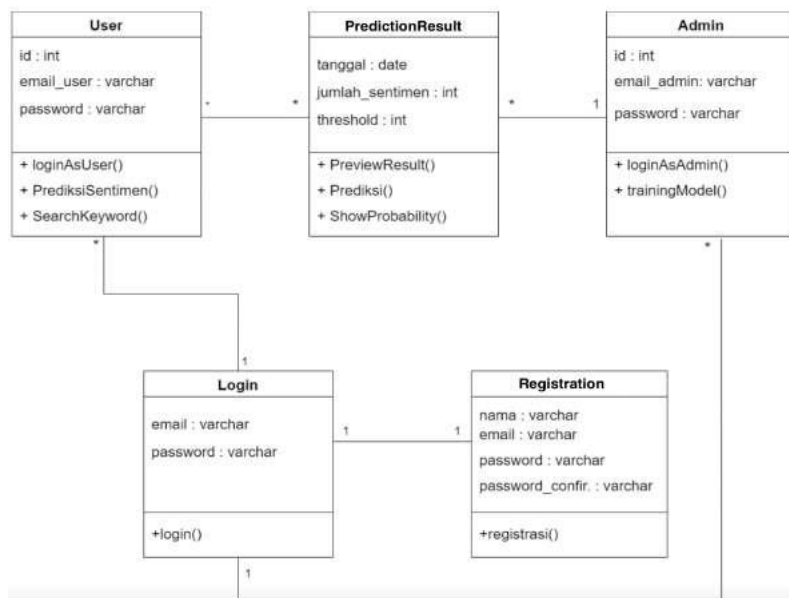 User
id : int
email_user : varchar
password : varchar
+ loginAsUser()
+ PrediksiSentimen()
+ SearchKeyword()
*
*
PredictionResult
tanggal : date
jumlah_sentimen : int
threshold : int
+ PreviewResult()
+ Prediksi()
+ ShowProbability()
*
1
Admin
id : int
email_admin: varchar
password : varchar
+ loginAsAdmin()
+ trainingModel()
*
*
1
Login
email : varchar
password : varchar
+login()
1
1
1
Registration
nama : varchar
email : varchar
password : varchar
password_confir. : varchar
+registrasi()